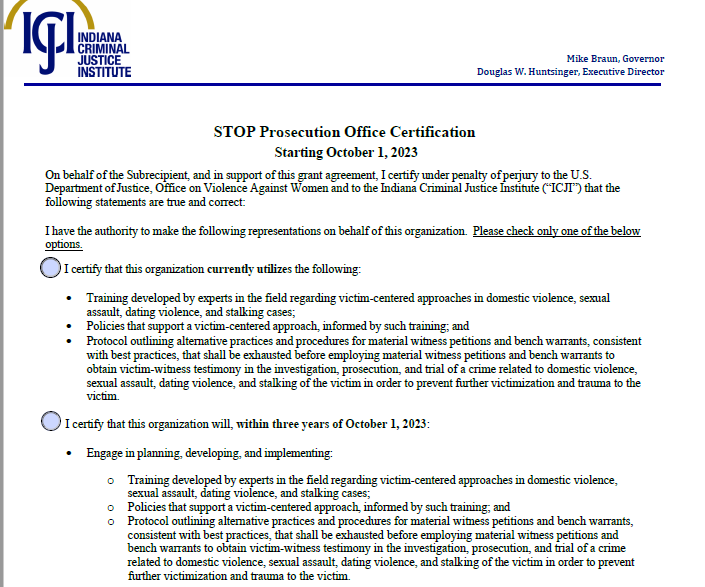 ICJI
INDIANA
CRIMINAL
JUSTICE
INSTITUTE
Mike Braun, Governor
Douglas W. Huntsinger, Executive Director
STOP Prosecution Office Certification
Starting October 1, 2023
On behalf of the Subrecipient, and in support of this grant agreement, I certify under penalty of perjury to the U.S.
Department of Justice, Office on Violence Against Women and to the Indiana Criminal Justice Institute (“ICJI”) that the
following statements are true and correct:
I have the authority to make the following representations on behalf of this organization. Please check only one of the below
options.
I certify that this organization currently utilizes the following:
• Training developed by experts in the field regarding victim-centered approaches in domestic violence, sexual
assault, dating violence, and stalking cases;
• Policies that support a victim-centered approach, informed by such training; and
• Protocol outlining alternative practices and procedures for material witness petitions and bench warrants, consistent
with best practices, that shall be exhausted before employing material witness petitions and bench warrants to
obtain victim-witness testimony in the investigation, prosecution, and trial of a crime related to domestic violence,
sexual assault, dating violence, and stalking of the victim in order to prevent further victimization and trauma to the
victim.
I certify that this organization will, within three years of October 1, 2023:
• Engage in planning, developing, and implementing:
o Training developed by experts in the field regarding victim-centered approaches in domestic violence,
sexual assault, dating violence, and stalking cases;
o Policies that support a victim-centered approach, informed by such training; and
o Protocol outlining alternative practices and procedures for material witness petitions and bench warrants,
consistent with best practices, that shall be exhausted before employing material witness petitions and
bench warrants to obtain victim-witness testimony in the investigation, prosecution, and trial of a crime
related to domestic violence, sexual assault, dating violence, and stalking of the victim in order to prevent
further victimization and trauma to the victim.